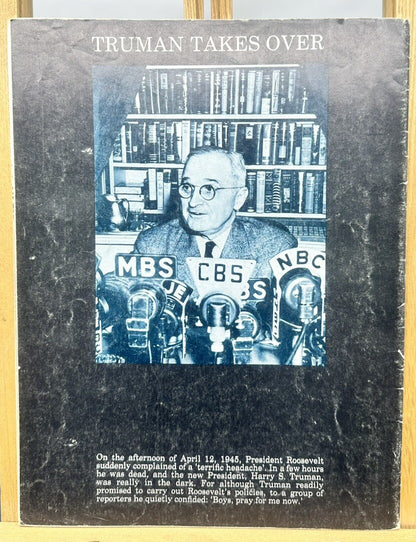 TRUMAN TAKES OVER
MBS
CBS
NBC
On the afternoon of April 12, 1945, President Roosevelt
suddenly complained of a 'terrific headache'. In a few hours
he was dead, and the new President, Harry S. Truman,
was really in the dark. For although Truman readily
promised to carry out Roosevelt's policies, to a group of
reporters he quietly confided: 'Boys, pray for me now.'